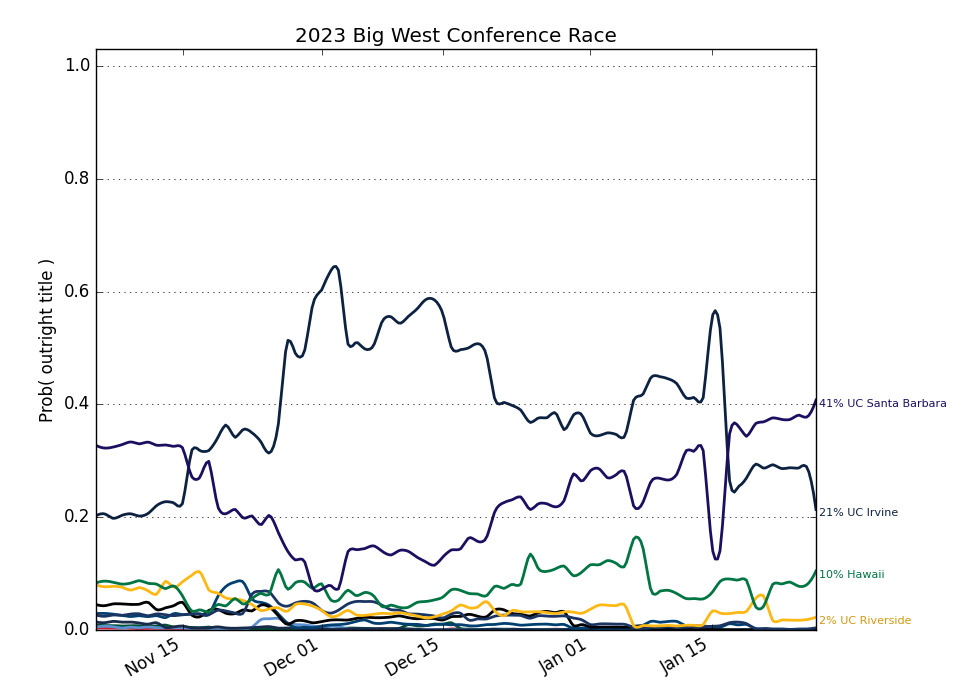 2023 Big West Conference Race
Prob( outright title )
1.0
0.8
0.6
0.4
0.2
0.0
41% UC Santa Barbara
21% UC Irvine
10% Hawaii
2% UC Riverside
Nov 15
Dec 01
Dec 15
Jan 01
Jan 15